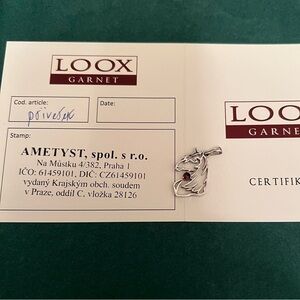 LOOX
GARNET
Cod. article:
přívěsek
Date:
Stamp:
AMETYST, spol. s r.o.
Na Můstku 4/382, Praha 1
IČO: 61459101, DIČ: CZ61459101
vydaný Krajským obch. soudem
v Praze, oddíl C, vložka 28126
LOOX
GARNE
CERTIFIK